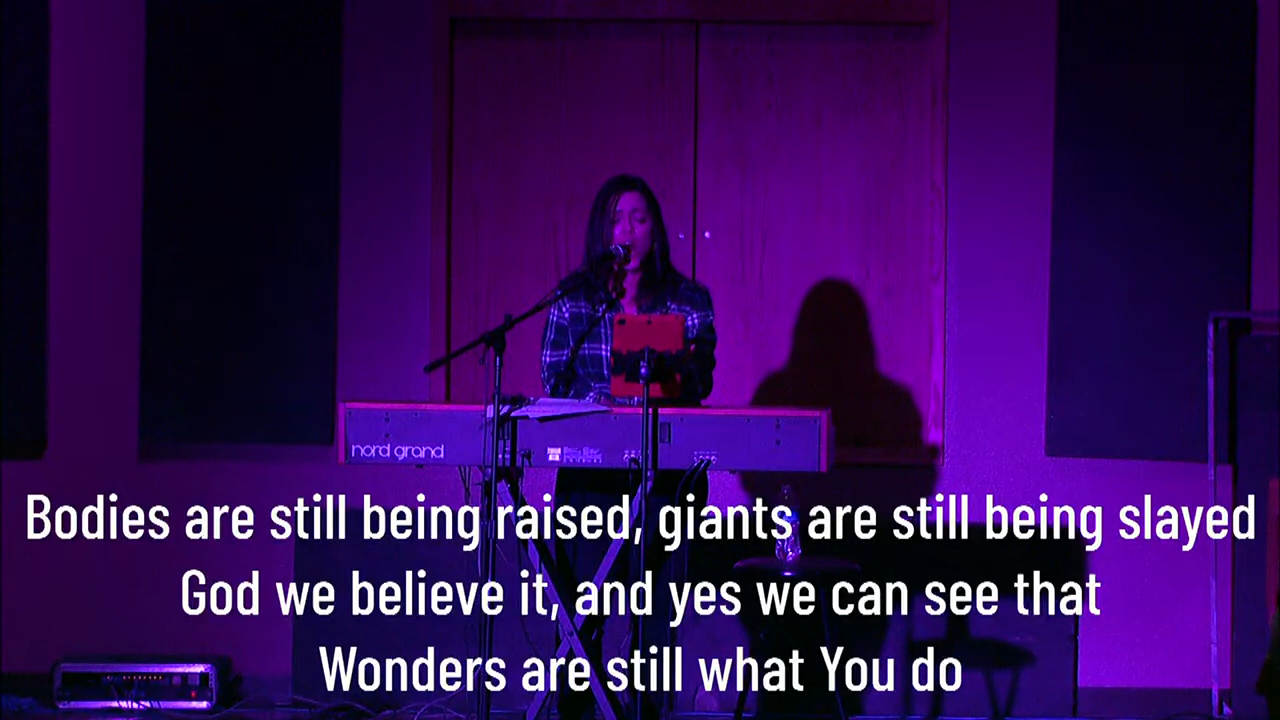 nord grand
Bodies are still being raised, giants are still being slayed
God we believe it, and yes we can see that
Wonders are still what You do